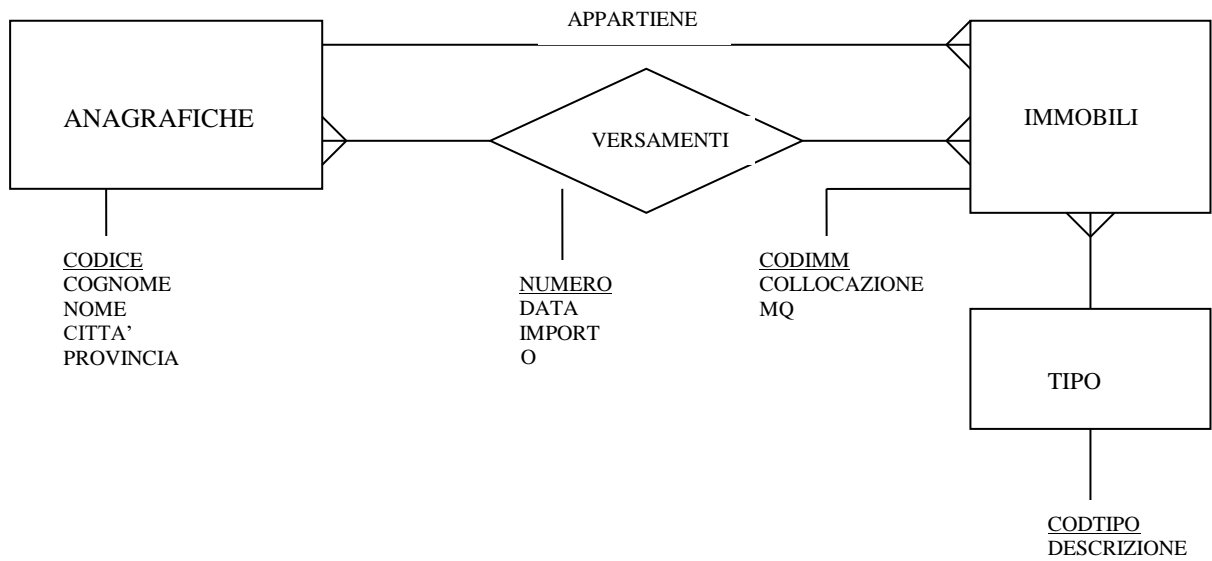 APPARTIENE
ANAGRAFICHE
VERSAMENTI
IMMOBILI
CODICE
COGNOME
NOME
CITTA’
PROVINCIA
NUMERO
DATA
IMPORT
O
CODIMM
COLLOCAZIONE
MQ
TIPO
CODTIPO
DESCRIZIONE